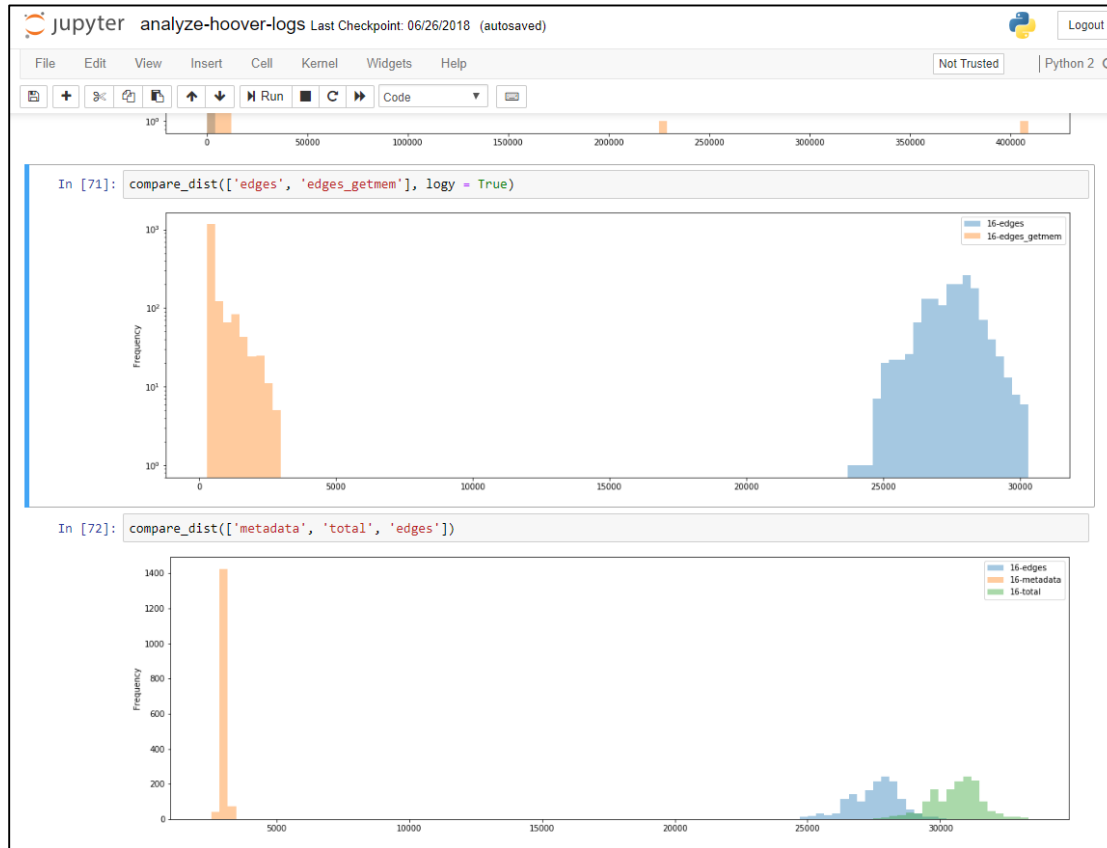 jupyter analyze-hoover-logs Last Checkpoint: 06/26/2018 (autosaved) Logout
File Edit View Insert Cell Kernel Widgets Help Not Trusted Python 2
Run Code
10⁰
0 50000 100000 150000 200000 250000 300000 350000 400000
In [71]: compare_dist(['edges', 'edges_getmem'], logy = True)
10³
16-edges
16-edges_getmem
10²
Frequency
10¹
10⁰
0 5000 10000 15000 20000 25000 30000
In [72]: compare_dist(['metadata', 'total', 'edges'])
1400
16-edges
16-metadata
16-total
1200
1000
800
Frequency
600
400
200
0
5000 10000 15000 20000 25000 30000